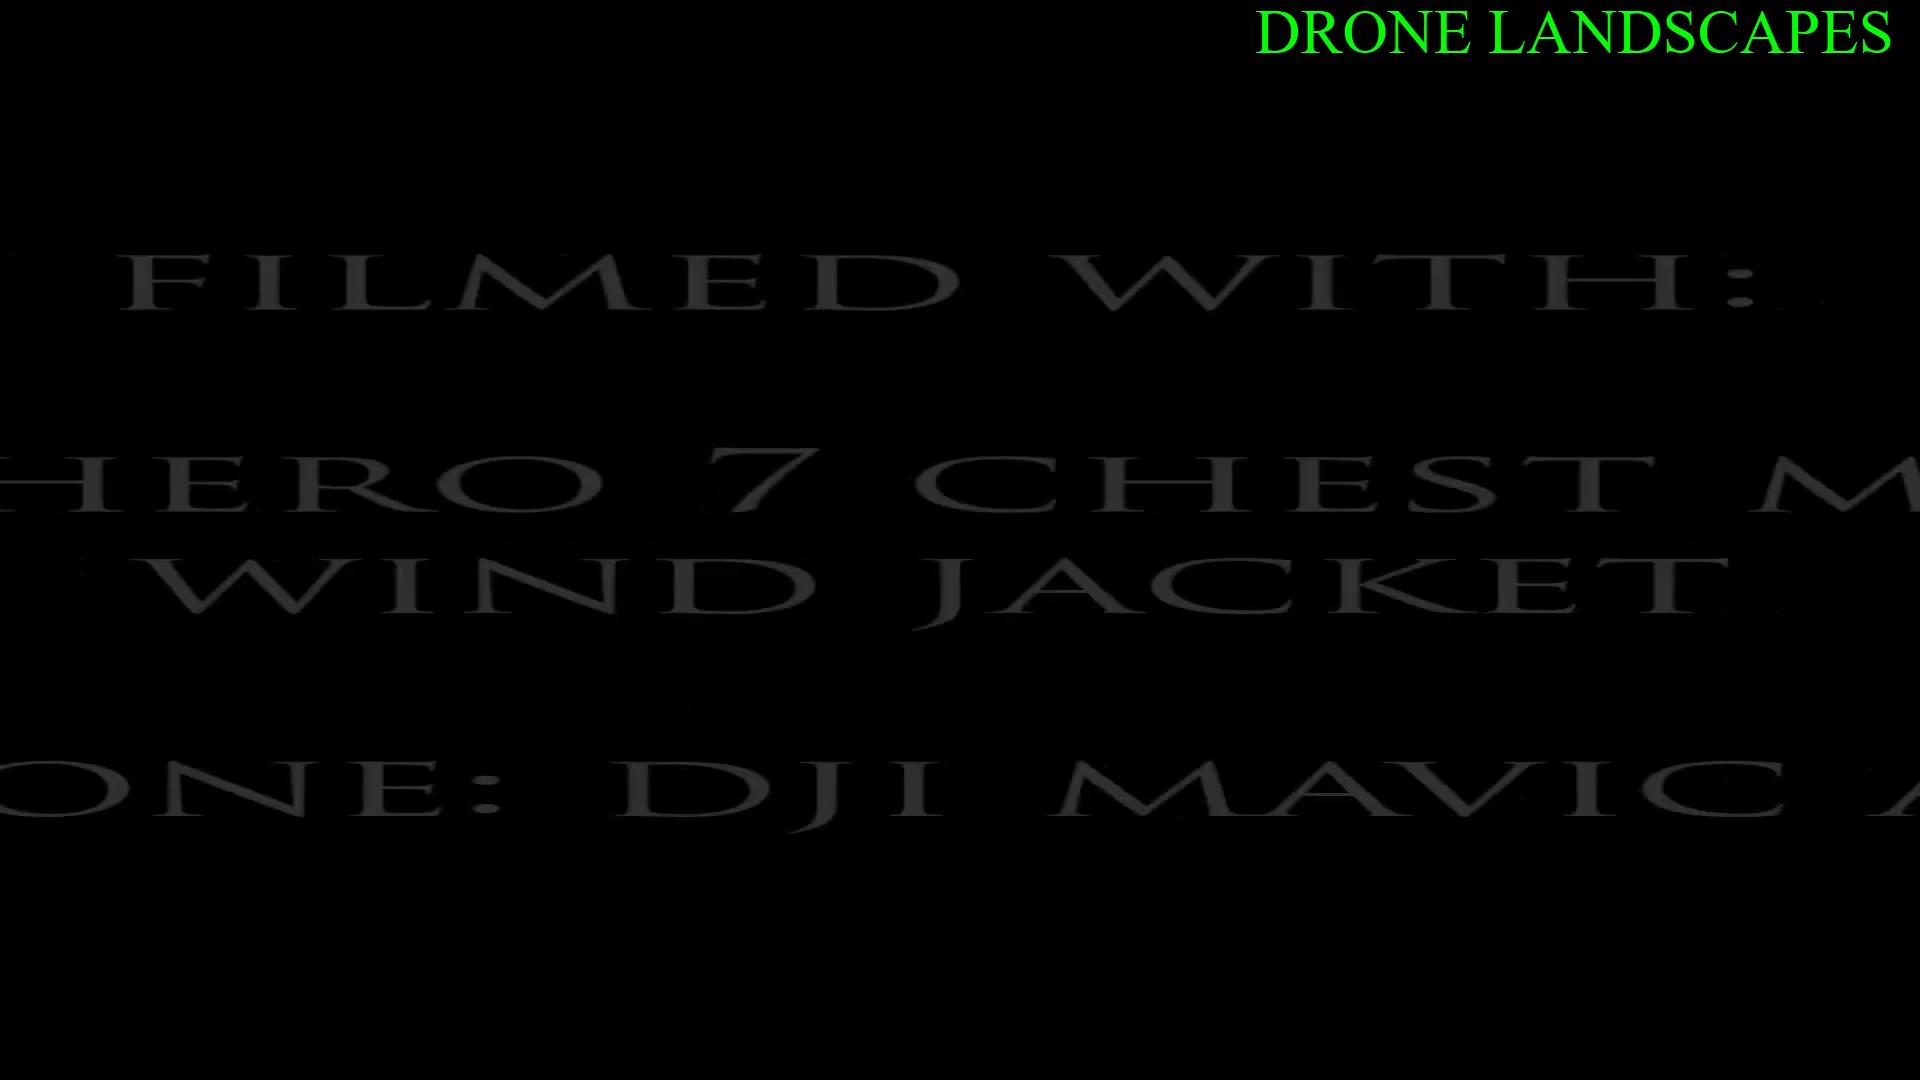 DRONE LANDSCAPES
FILMED WITH:
HERO 7 CHEST M
WIND JACKET
ONE: DJI MAVIC A